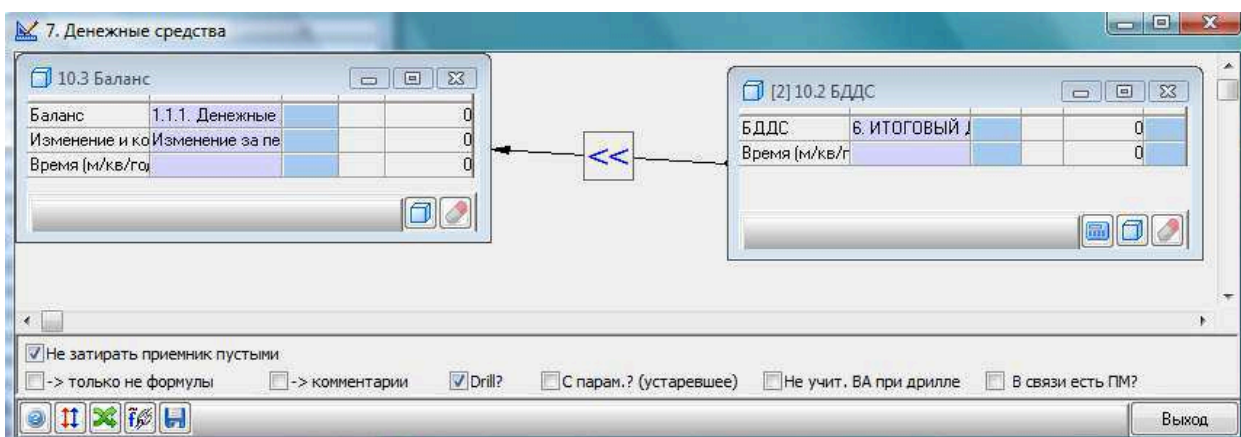 7. Денежные средства
10.3 Баланс
Баланс 1.1.1. Денежные 0
Изменение и ко Изменение за пе 0
Время (м/кв/год 0
<<
[2] 10.2 БДДС
БДДС 6. ИТОГОВЫЙ Д 0
Время (м/кв/г 0
Не затирать приемник пустыми
-> только не формулы -> комментарии Drill? С парам.? (устаревшее) Не учит. ВА при дрилле В связи есть ПМ?
Выход